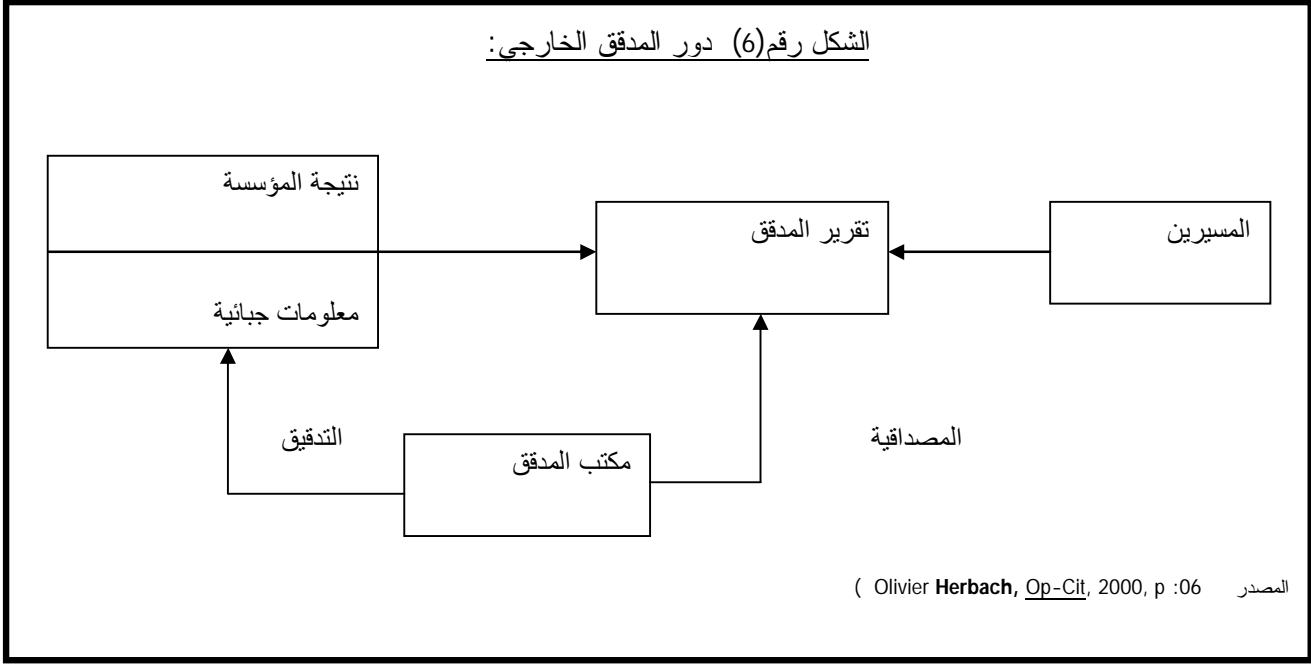 الشكل رقم(6) دور المدقق الخارجي:
نتيجة المؤسسة
تقرير المدقق
المسيرين
معلومات جبائية
التدقيق
المصداقية
مكتب المدقق
المصدر Olivier Herbach, Op-Cit, 2000, p :06 )